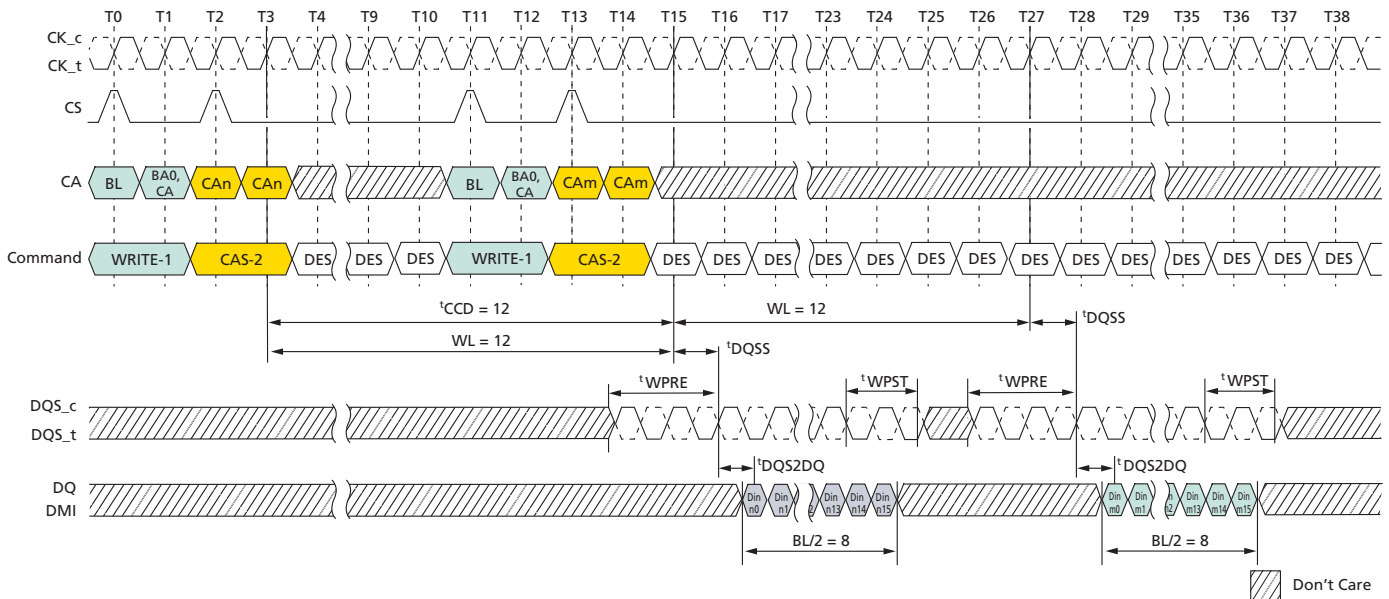 T0 T1 T2 T3 T4 T9 T10 T11 T12 T13 T14 T15 T16 T17 T23 T24 T25 T26 T27 T28 T29 T35 T36 T37 T38
CK_c
CK_t
CS
CA BL BA0, CA CAn CAn BL BA0, CA CAm CAm
Command WRITE-1 CAS-2 DES DES DES WRITE-1 CAS-2 DES DES DES DES DES DES DES DES DES DES DES DES DES DES
tCCD = 12 WL = 12
WL = 12 tDQSS tDQSS
tWPRE tWPST tWPRE tWPST
DQS_c
DQS_t
tDQS2DQ tDQS2DQ
DQ Din n0 Din n1 Din n13 Din n14 Din n15 Din m0 Din m1 Din m13 Din m14 Din m15
DMI
BL/2 = 8 BL/2 = 8
Don't Care